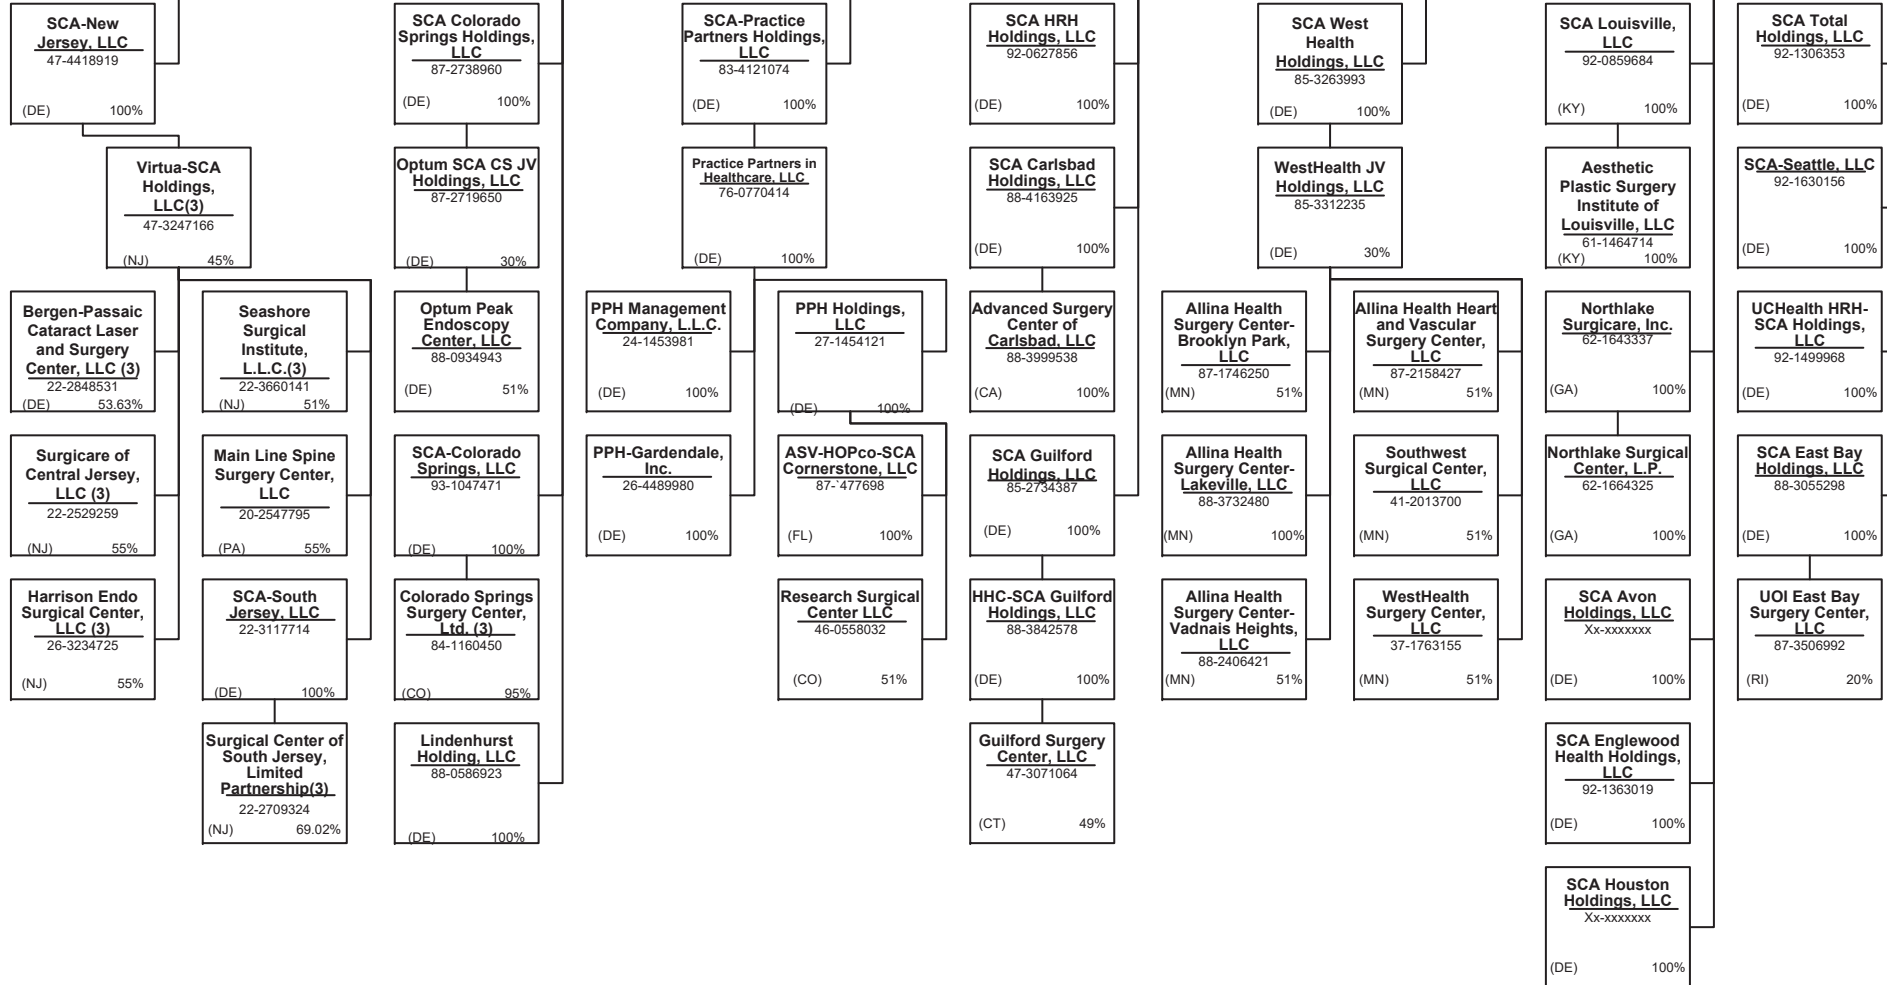 SCA-New
Jersey, LLC
47-4418919
(DE) 100%
Virtua-SCA
Holdings,
LLC(3)
47-3247166
(NJ) 45%
Bergen-Passaic
Cataract Laser
and Surgery
Center, LLC (3)
22-2848531
(DE) 53.63%
Surgicare of
Central Jersey,
LLC (3)
22-2529259
(NJ) 55%
Harrison Endo
Surgical Center,
LLC (3)
26-3234725
(NJ) 55%
Seashore
Surgical
Institute,
L.L.C.(3)
22-3660141
(NJ) 51%
Main Line Spine
Surgery Center,
LLC
20-2547795
(PA) 55%
SCA-South
Jersey, LLC
22-3117714
(DE) 100%
Surgical Center of
South Jersey,
Limited
Partnership(3)
22-2709324
(NJ) 69.02%
SCA Colorado
Springs Holdings,
LLC
87-2738960
(DE) 100%
Optum SCA CS JV
Holdings, LLC
87-2719650
(DE) 30%
Optum Peak
Endoscopy
Center, LLC
88-0934943
(DE) 51%
SCA-Colorado
Springs, LLC
93-1047471
(DE) 100%
Colorado Springs
Surgery Center,
Ltd. (3)
84-1160450
(CO) 95%
Lindenhurst
Holding, LLC
88-0586923
(DE) 100%
SCA-Practice
Partners Holdings,
LLC
83-4121074
(DE) 100%
Practice Partners in
Healthcare, LLC
76-0770414
(DE) 100%
PPH Management
Company, L.L.C.
24-1453981
(DE) 100%
PPH-Gardendale,
Inc.
26-4489980
(DE) 100%
PPH Holdings,
LLC
27-1454121
(DE) 100%
ASV-HOPco-SCA
Cornerstone, LLC
87-`477698
(FL) 100%
Research Surgical
Center LLC
46-0558032
(CO) 51%
SCA HRH
Holdings, LLC
92-0627856
(DE) 100%
SCA Carlsbad
Holdings, LLC
88-4163925
(DE) 100%
Advanced Surgery
Center of
Carlsbad, LLC
88-3999538
(CA) 100%
SCA Guilford
Holdings, LLC
85-2734387
(DE) 100%
HHC-SCA Guilford
Holdings, LLC
88-3842578
(DE) 100%
Guilford Surgery
Center, LLC
47-3071064
(CT) 49%
SCA West
Health
Holdings, LLC
85-3263993
(DE) 100%
WestHealth JV
Holdings, LLC
85-3312235
(DE) 30%
Allina Health
Surgery Center-
Brooklyn Park,
LLC
87-1746250
(MN) 51%
Allina Health
Surgery Center-
Lakeville, LLC
88-3732480
(MN) 100%
Allina Health
Surgery Center-
Vadnais Heights,
LLC
88-2406421
(MN) 51%
Allina Health Heart
and Vascular
Surgery Center,
LLC
87-2158427
(MN) 51%
Southwest
Surgical Center,
LLC
41-2013700
(MN) 51%
WestHealth
Surgery Center,
LLC
37-1763155
(MN) 51%
SCA Louisville,
LLC
92-0859684
(KY) 100%
Aesthetic
Plastic Surgery
Institute of
Louisville, LLC
61-1464714
(KY) 100%
Northlake
Surgicare, Inc.
62-1643337
(GA) 100%
Northlake Surgical
Center, L.P.
62-1664325
(GA) 100%
SCA Avon
Holdings, LLC
Xx-xxxxxxx
(DE) 100%
SCA Englewood
Health Holdings,
LLC
92-1363019
(DE) 100%
SCA Houston
Holdings, LLC
Xx-xxxxxxx
(DE) 100%
SCA Total
Holdings, LLC
92-1306353
(DE) 100%
SCA-Seattle, LLC
92-1630156
(DE) 100%
UCHealth HRH-
SCA Holdings,
LLC
92-1499968
(DE) 100%
SCA East Bay
Holdings, LLC
88-3055298
(DE) 100%
UOI East Bay
Surgery Center,
LLC
87-3506992
(RI) 20%